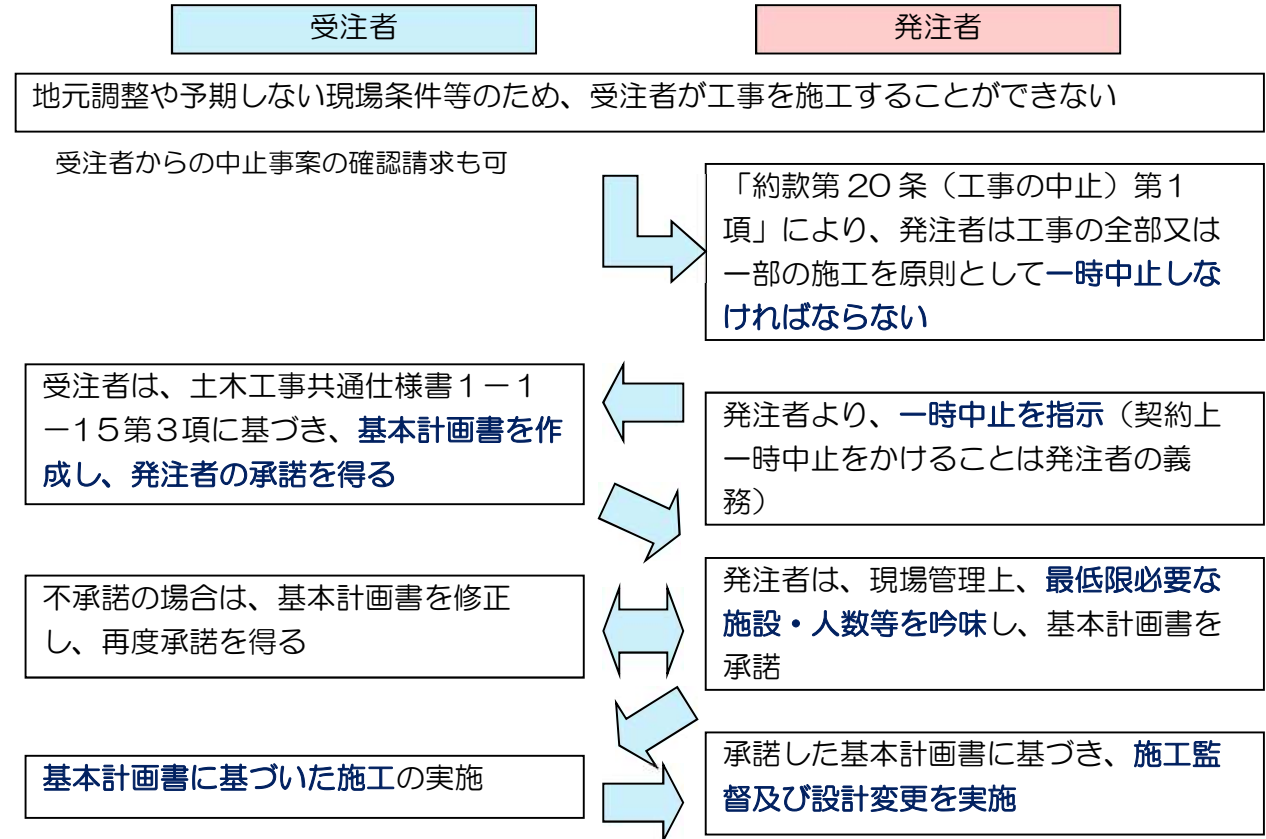 受注者
発注者
地元調整や予期しない現場条件等のため、受注者が工事を施工することができない
受注者からの中止事案の確認請求も可
「約款第20条（工事の中止）第1
項」により、発注者は工事の全部又は
一部の施工を原則として一時中止しな
ければならない
受注者は、土木工事共通仕様書1－1
－15第3項に基づき、基本計画書を作
成し、発注者の承諾を得る
発注者より、一時中止を指示（契約上
一時中止をかけることは発注者の義
務）
不承諾の場合は、基本計画書を修正
し、再度承諾を得る
発注者は、現場管理上、最低限必要な
施設・人数等を吟味し、基本計画書を
承諾
基本計画書に基づいた施工の実施
承諾した基本計画書に基づき、施工監
督及び設計変更を実施